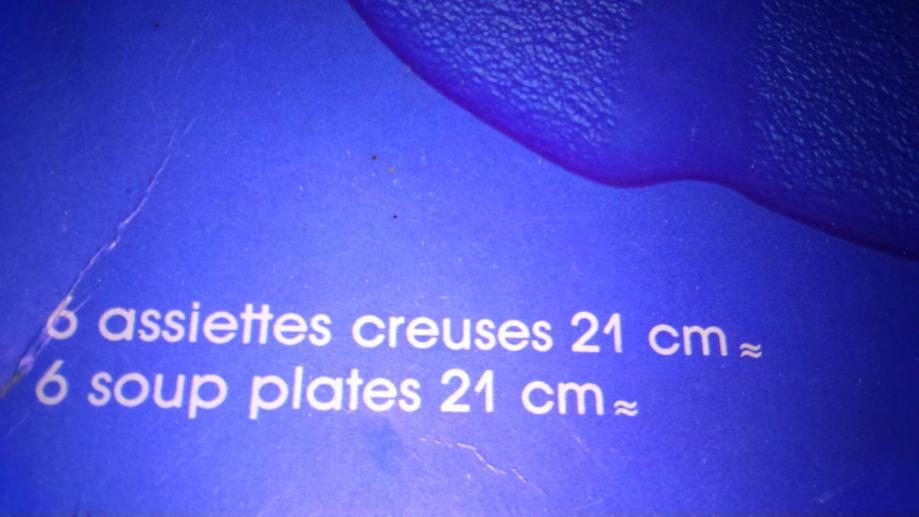 6 assiettes creuses 21 cm ≈
6 soup plates 21 cm ≈